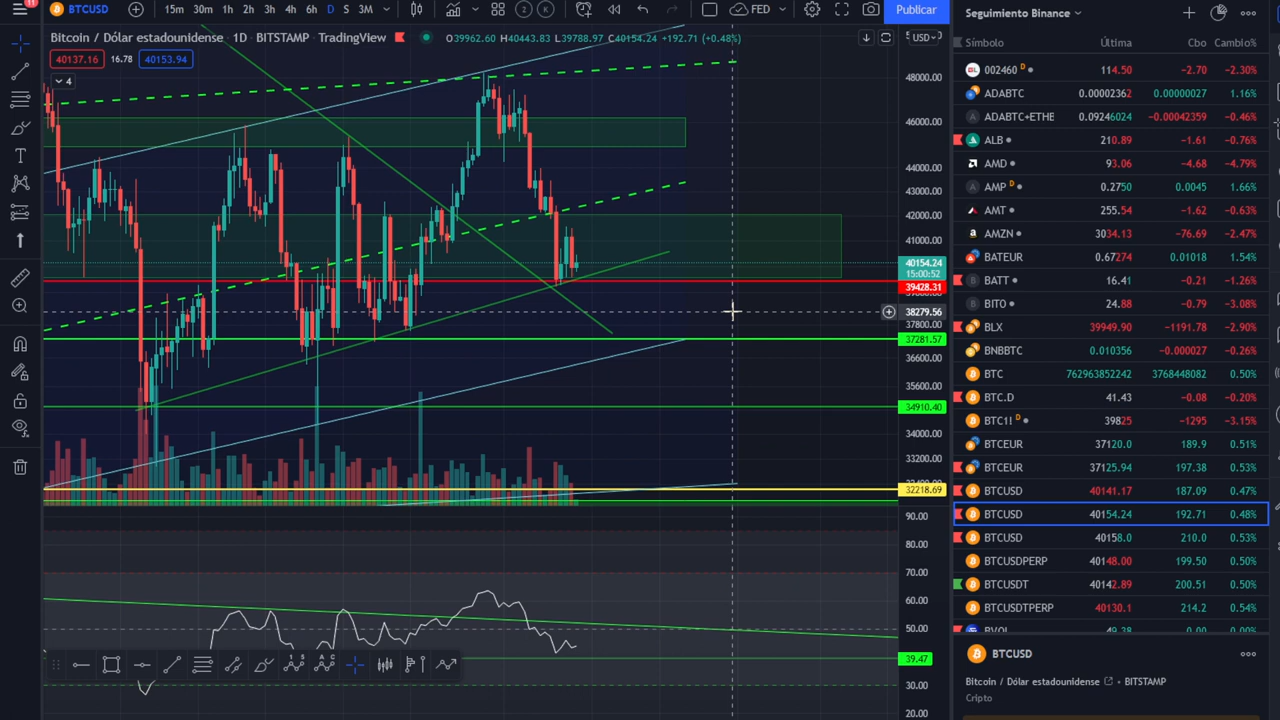 11
BTCUSD 15m 30m 1h 2h 3h 4h 6h D S 3M 2 K FED Publicar
Bitcoin / Dólar estadounidense · 1D · BITSTAMP · TradingView O39962.60 H40443.83 L39788.97 C40154.24 +192.71 (+0.48%) USD
40137.16 16.78 40153.94
4
48000.00
46000.00
44000.00
43000.00
42000.00
41000.00
40154.24
15:00:52
39428.31
38279.56
37800.00
37281.57
36600.00
35600.00
34910.40
34000.00
33200.00
32218.69
90.00
80.00
70.00
60.00
50.00
39.47
30.00
20.00
Seguimiento Binance
Símbolo Última Cbo Cambio%
002460 D 114.50 -2.70 -2.30%
ADABTC 0.00002362 0.00000027 1.16%
ADABTC+ETHE 0.09246024 -0.00042359 -0.46%
ALB 210.89 -1.61 -0.76%
AMD 93.06 -4.68 -4.79%
AMP D 0.2750 0.0045 1.66%
AMT 255.54 -1.62 -0.63%
AMZN 3034.13 -76.69 -2.47%
BATEUR 0.67274 0.01018 1.54%
BATT 16.41 -0.21 -1.26%
BITO 24.88 -0.79 -3.08%
BLX 39949.90 -1191.78 -2.90%
BNBBTC 0.010356 -0.000027 -0.26%
BTC 762963852242 3768448082 0.50%
BTC.D 41.43 -0.08 -0.20%
BTC1! D 39825 -1295 -3.15%
BTCEUR 37120.0 189.9 0.51%
BTCEUR 37125.94 197.38 0.53%
BTCUSD 40141.17 187.09 0.47%
BTCUSD 40154.24 192.71 0.48%
BTCUSD 40158.0 210.0 0.53%
BTCUSDPERP 40148.00 199.50 0.50%
BTCUSDT 40142.89 200.51 0.50%
BTCUSDTPERP 40130.1 214.2 0.54%
BVOL 49.28 0.00 0.00%
BTCUSD
Bitcoin / Dólar estadounidense · BITSTAMP
Cripto